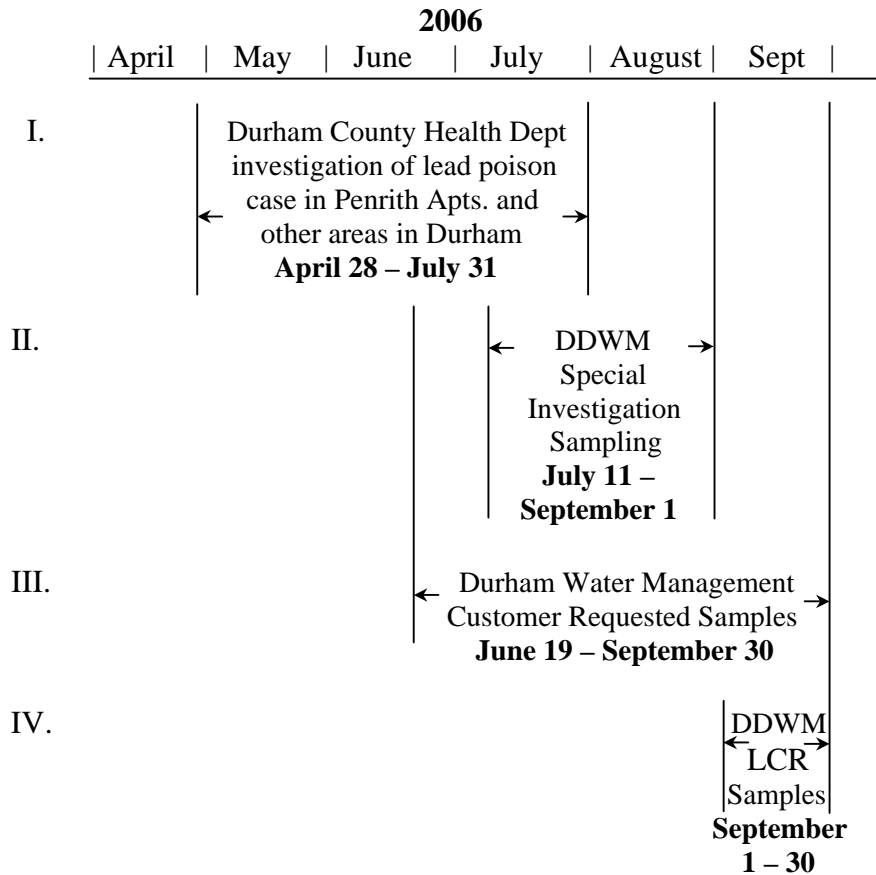 2006
| April | May | June | July | August | Sept |
I.
Durham County Health Dept
investigation of lead poison
case in Penrith Apts. and
other areas in Durham
April 28 – July 31
II.
DDWM
Special
Investigation
Sampling
July 11 –
September 1
III.
Durham Water Management
Customer Requested Samples
June 19 – September 30
IV.
DDWM
LCR
Samples
September
1 – 30